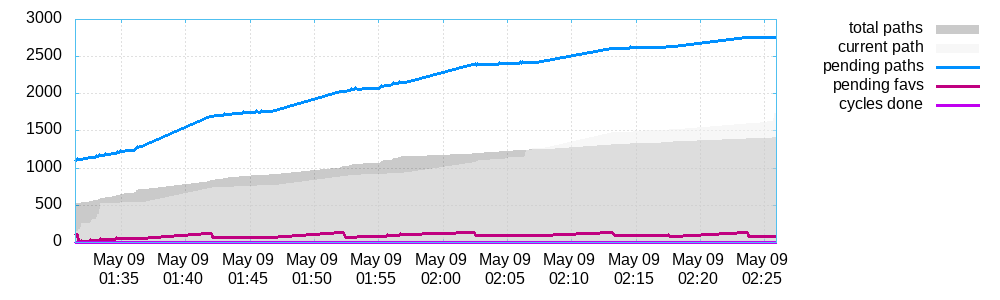 3000
2500
2000
1500
1000
500
0
May 09 May 09 May 09 May 09 May 09 May 09 May 09 May 09 May 09 May 09 May 09
01:35 01:40 01:45 01:50 01:55 02:00 02:05 02:10 02:15 02:20 02:25
total paths
current path
pending paths
pending favs
cycles done